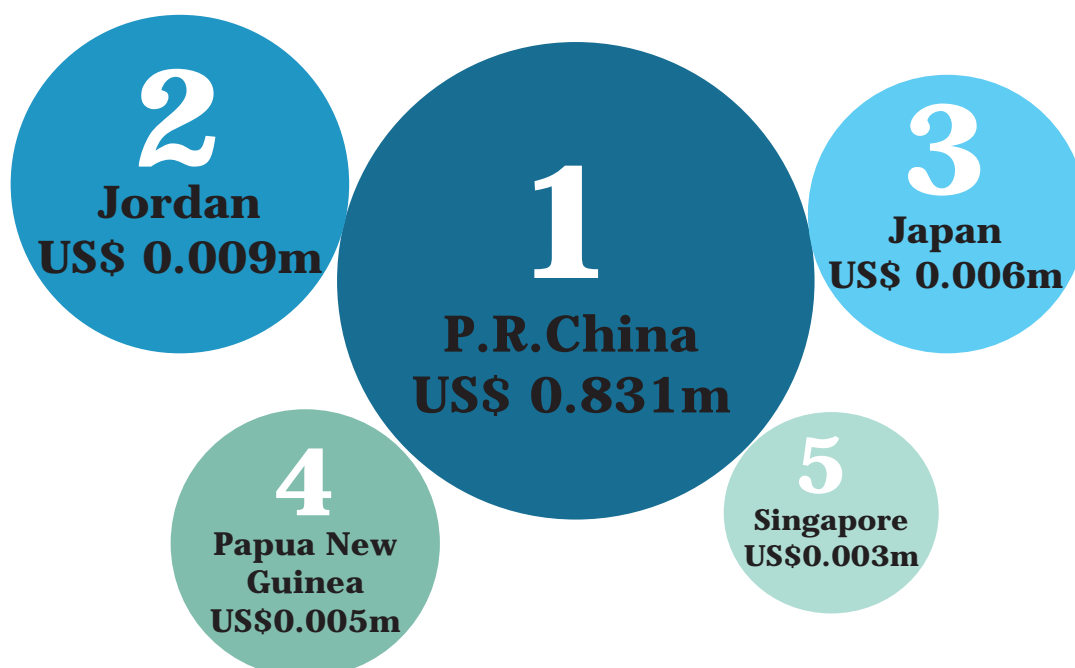 1
P.R.China
US$ 0.831m
2
Jordan
US$ 0.009m
3
Japan
US$ 0.006m
4
Papua New
Guinea
US$0.005m
5
Singapore
US$0.003m